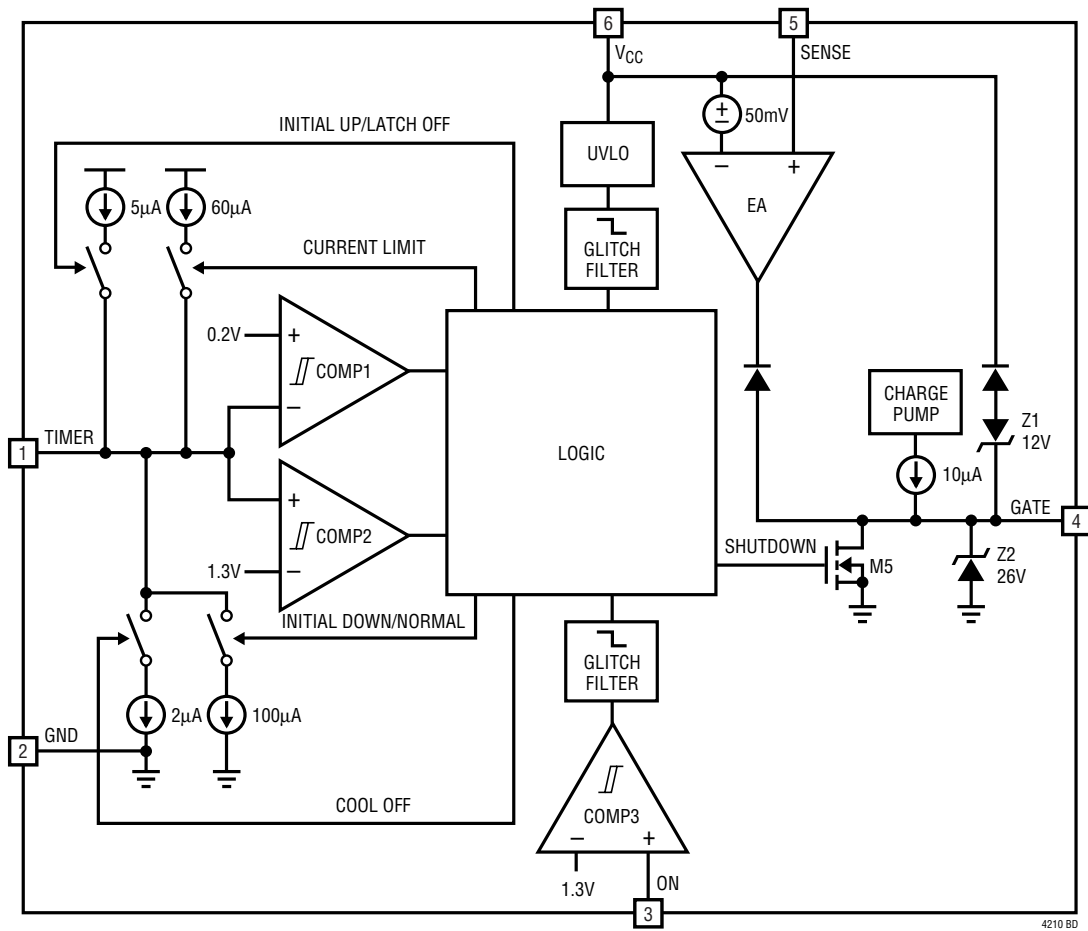 6
5
VCC
SENSE
50mV
INITIAL UP/LATCH OFF
UVLO
5µA
60µA
− +
EA
GLITCH
FILTER
CURRENT LIMIT
0.2V
+
COMP1
−
CHARGE
PUMP
Z1
12V
1
TIMER
LOGIC
10µA
+
COMP2
1.3V
−
GATE
4
SHUTDOWN
M5
Z2
26V
INITIAL DOWN/NORMAL
GLITCH
FILTER
2µA
100µA
2
GND
COOL OFF
COMP3
− +
1.3V
ON
3
4210 BD